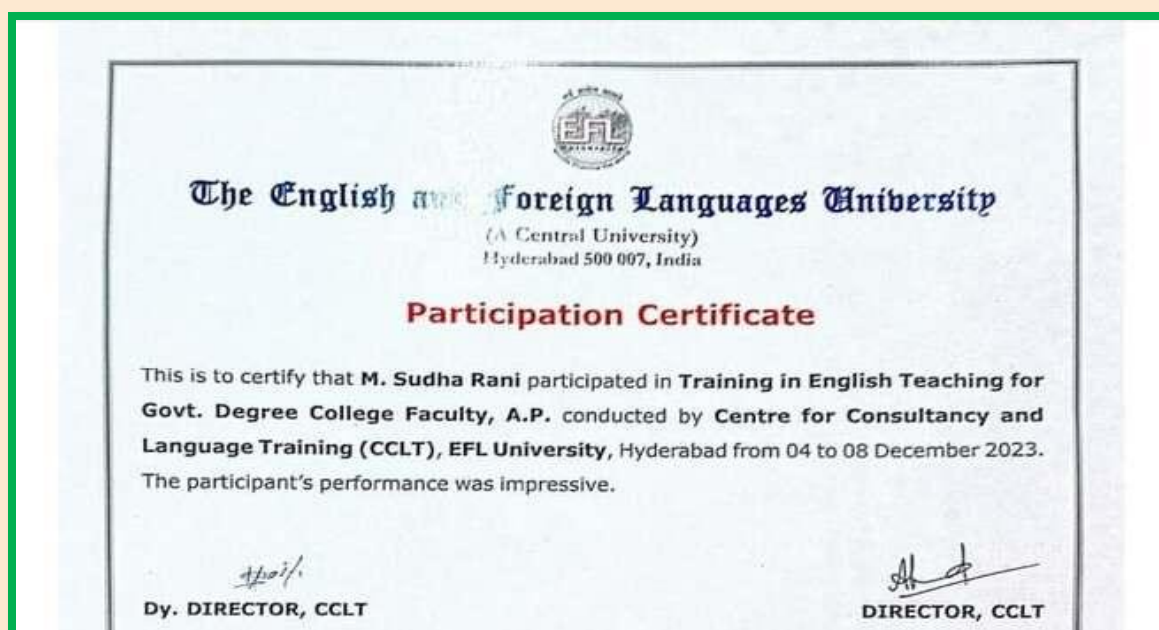 EFL
The English and Foreign Languages University
(A Central University)
Hyderabad 500 007, India
Participation Certificate
This is to certify that M. Sudha Rani participated in Training in English Teaching for
Govt. Degree College Faculty, A.P. conducted by Centre for Consultancy and
Language Training (CCLT), EFL University, Hyderabad from 04 to 08 December 2023.
The participant's performance was impressive.
Dy. DIRECTOR, CCLT
DIRECTOR, CCLT